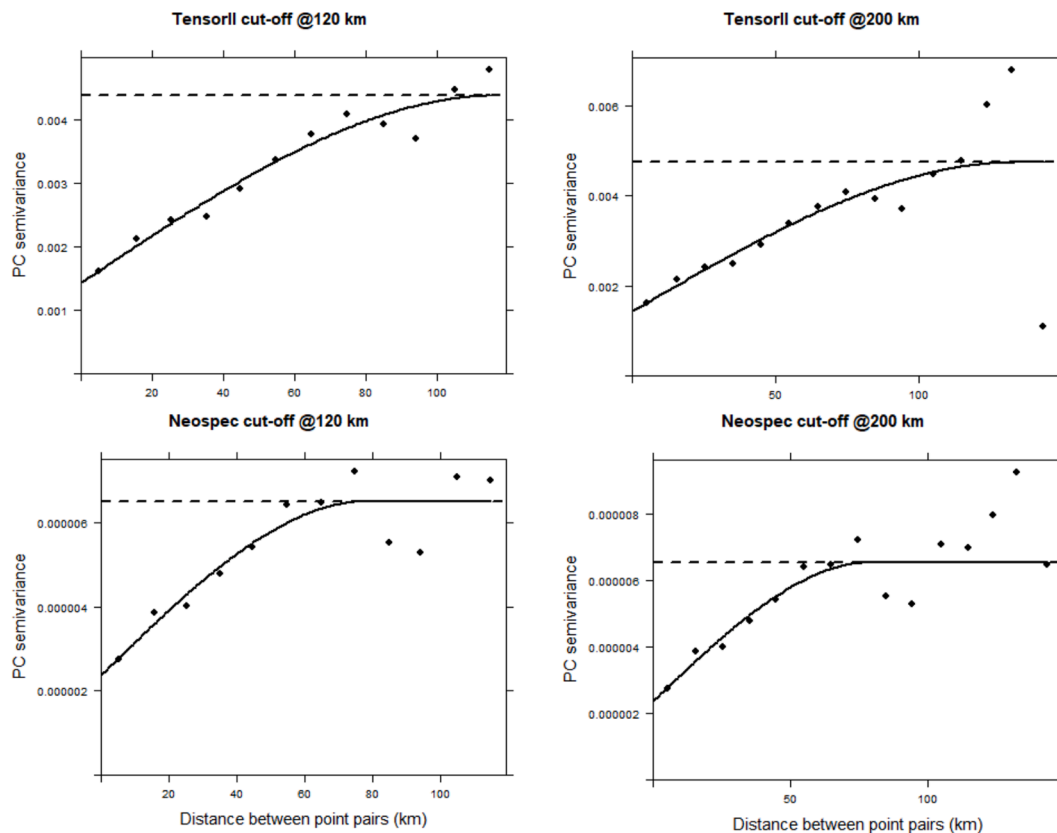 TensorII cut-off @120 km
PC semivariance
0.004
0.003
0.002
0.001
20
40
60
80
100
TensorII cut-off @200 km
PC semivariance
0.006
0.004
0.002
50
100
Neospec cut-off @120 km
PC semivariance
0.000006
0.000004
0.000002
20
40
60
80
100
Distance between point pairs (km)
Neospec cut-off @200 km
PC semivariance
0.000008
0.000006
0.000004
0.000002
50
100
Distance between point pairs (km)